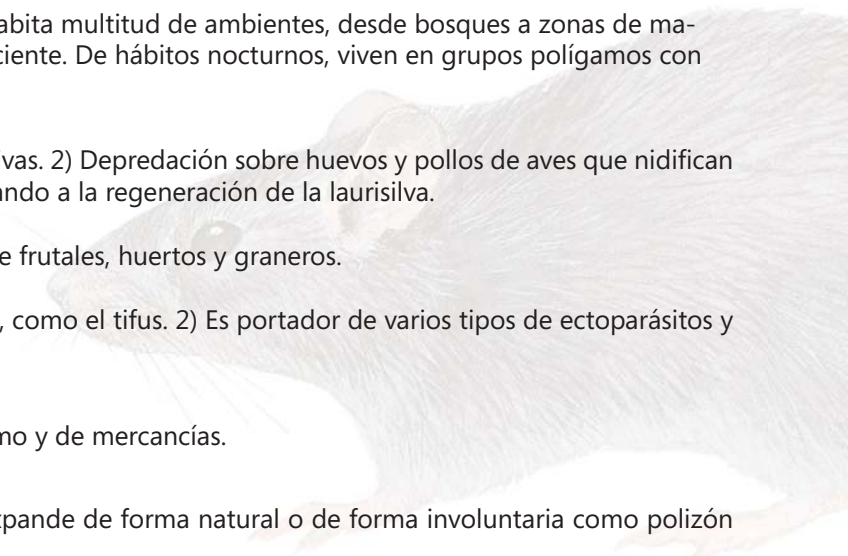 abita multitud de ambientes, desde bosques a zonas de ma-
ciente. De hábitos nocturnos, viven en grupos polígamos con
ivas. 2) Depredación sobre huevos y pollos de aves que nidifican
ando a la regeneración de la laurisilva.
e frutales, huertos y graneros.
, como el tifus. 2) Es portador de varios tipos de ectoparásitos y
mo y de mercancías.
xpande de forma natural o de forma involuntaria como polizón